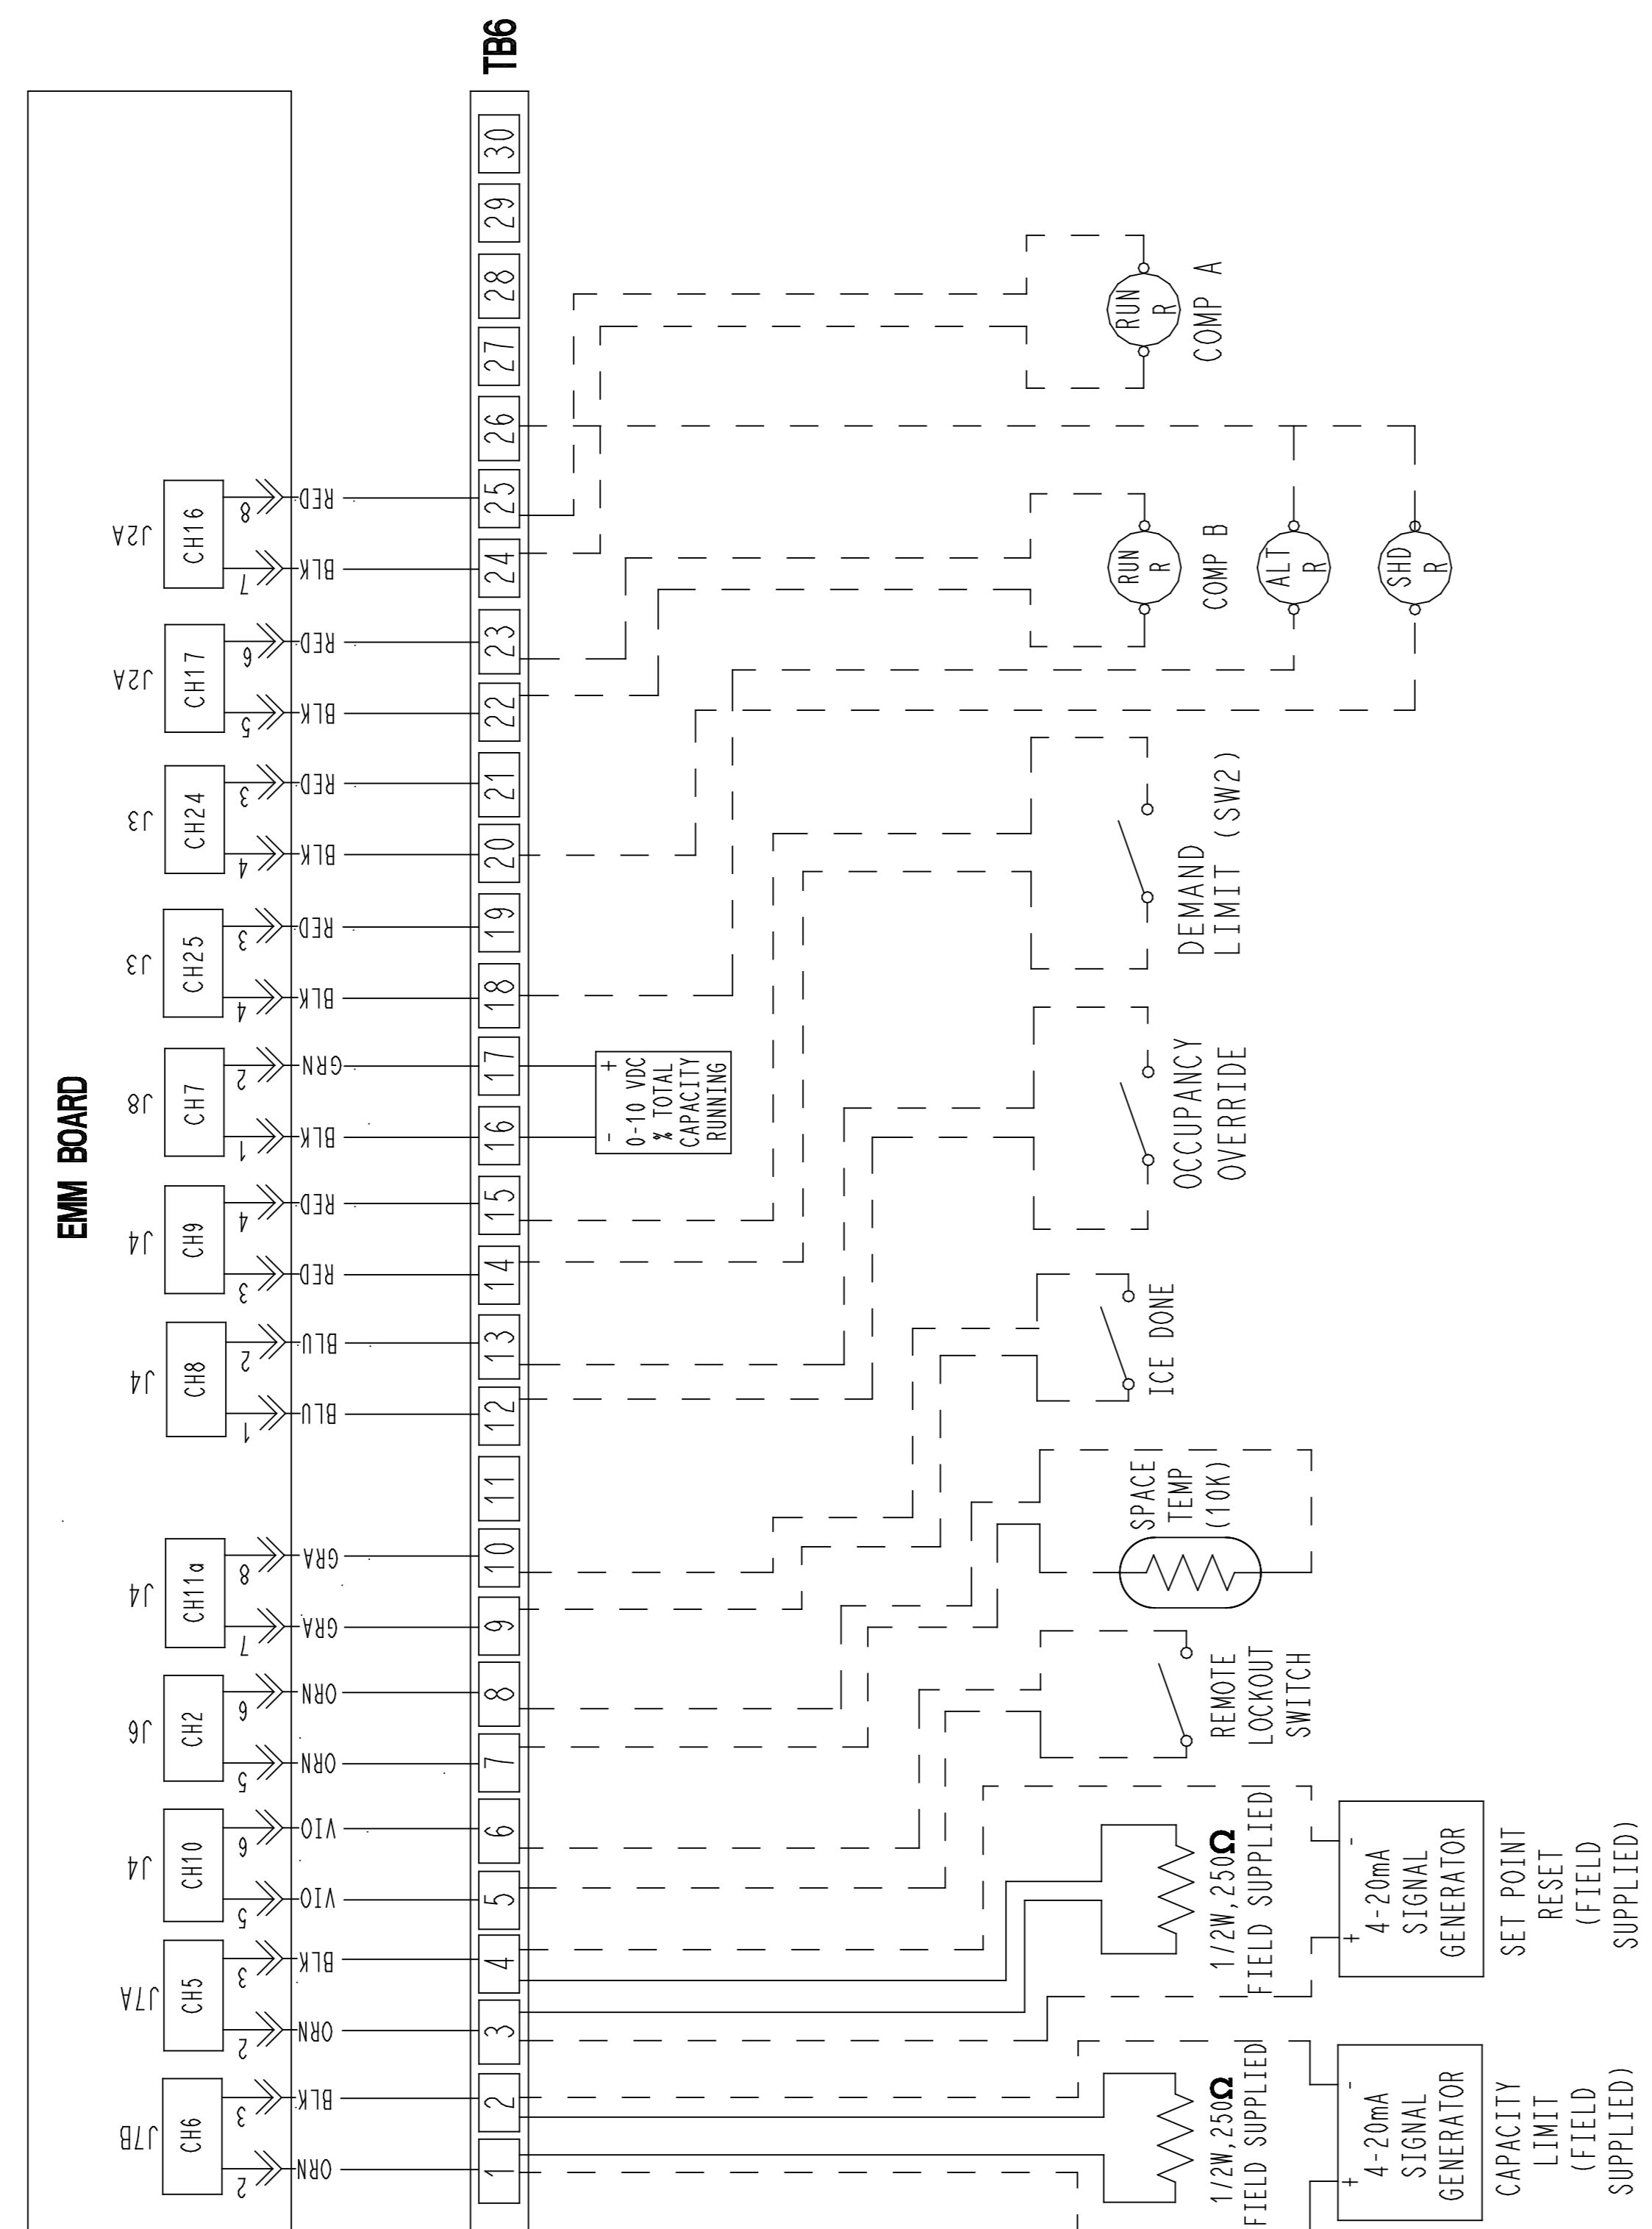 TB6
EMM BOARD
30
29
28
27
26
25
24
23
22
21
20
19
18
17
16
15
14
13
12
11
10
9
8
7
6
5
4
3
2
1
J2A
CH16
8
RED
7
BLK
J2A
CH17
6
RED
5
BLK
J3
CH24
3
RED
4
BLK
J3
CH25
3
RED
4
BLK
J8
CH7
2
GRN
1
BLK
J4
CH9
4
RED
3
RED
J4
CH8
2
BLU
1
BLU
J4
CH11a
8
GRA
7
GRA
J6
CH2
6
ORN
5
ORN
J4
CH10
6
VIO
5
VIO
J7A
CH5
3
BLK
2
ORN
J7B
CH6
3
BLK
2
ORN
RUN
R
COMP A
RUN
R
COMP B
ALT
R
SHD
R
DEMAND
LIMIT (SW2)
- +
0-10 VDC
% TOTAL
CAPACITY
RUNNING
OCCUPANCY
OVERRIDE
ICE DONE
SPACE
TEMP
(10K)
REMOTE
LOCKOUT
SWITCH
1/2W,250Ω
FIELD SUPPLIED
+ -
4-20mA
SIGNAL
GENERATOR
SET POINT
RESET
(FIELD
SUPPLIED)
1/2W,250Ω
FIELD SUPPLIED
+ -
4-20mA
SIGNAL
GENERATOR
CAPACITY
LIMIT
(FIELD
SUPPLIED)